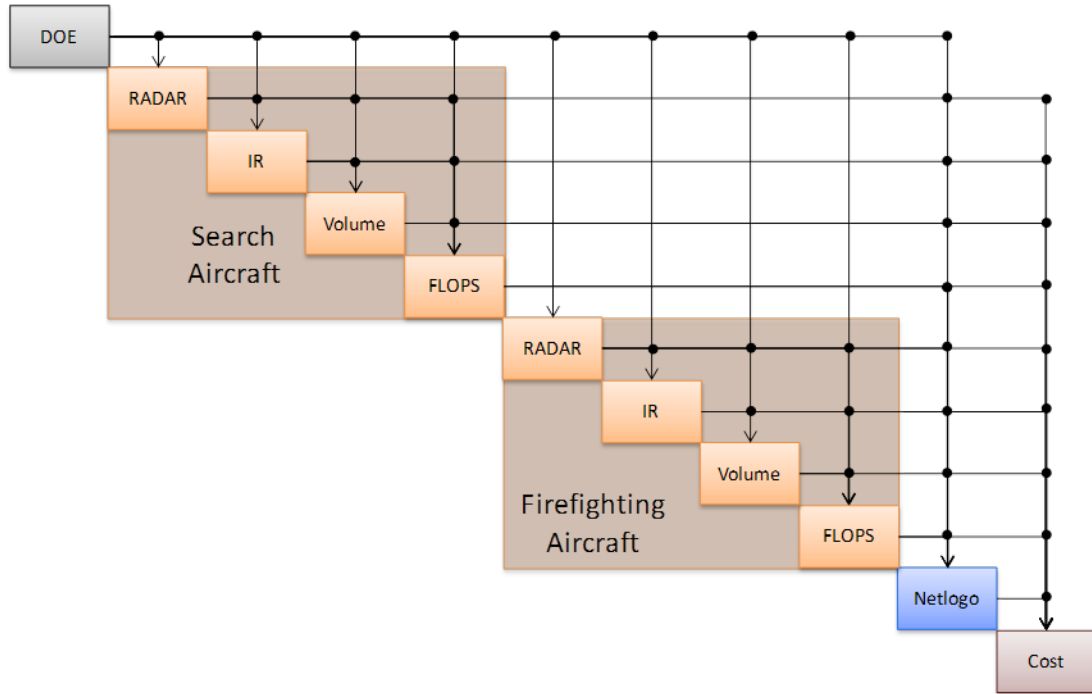 DOE
RADAR
IR
Volume
Search
Aircraft
FLOPS
RADAR
IR
Volume
Firefighting
Aircraft
FLOPS
Netlogo
Cost